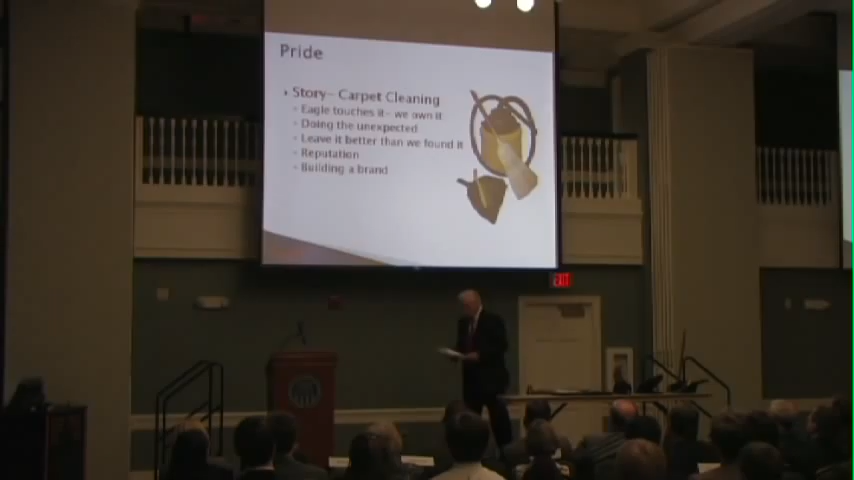 Pride
• Story– Carpet Cleaning
◦ Eagle touches it– we own it
◦ Doing the unexpected
◦ Leave it better than we found it
◦ Reputation
◦ Building a brand
EXIT